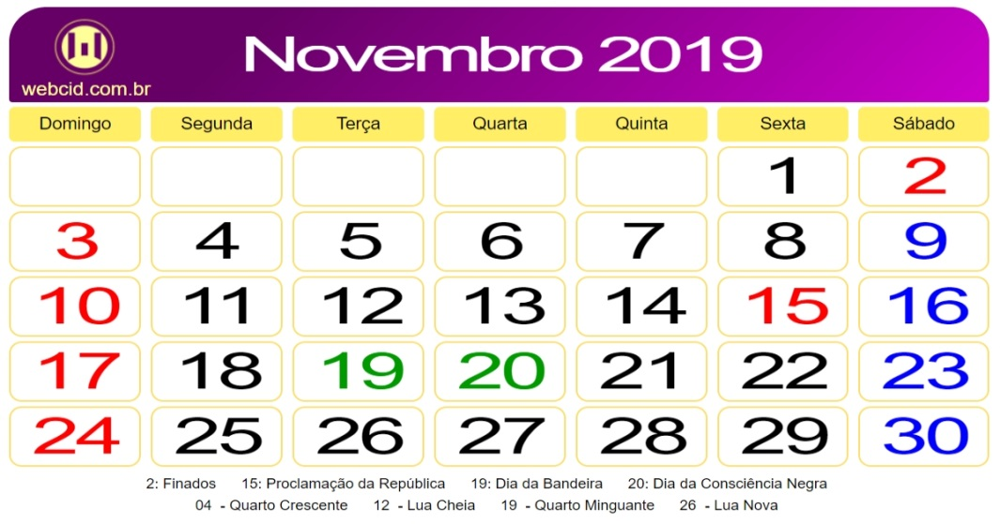 Novembro 2019
webcid.com.br
Domingo Segunda Terça Quarta Quinta Sexta Sábado
1 2
3 4 5 6 7 8 9
10 11 12 13 14 15 16
17 18 19 20 21 22 23
24 25 26 27 28 29 30
2: Finados 15: Proclamação da República 19: Dia da Bandeira 20: Dia da Consciência Negra
04 - Quarto Crescente 12 - Lua Cheia 19 - Quarto Minguante 26 - Lua Nova